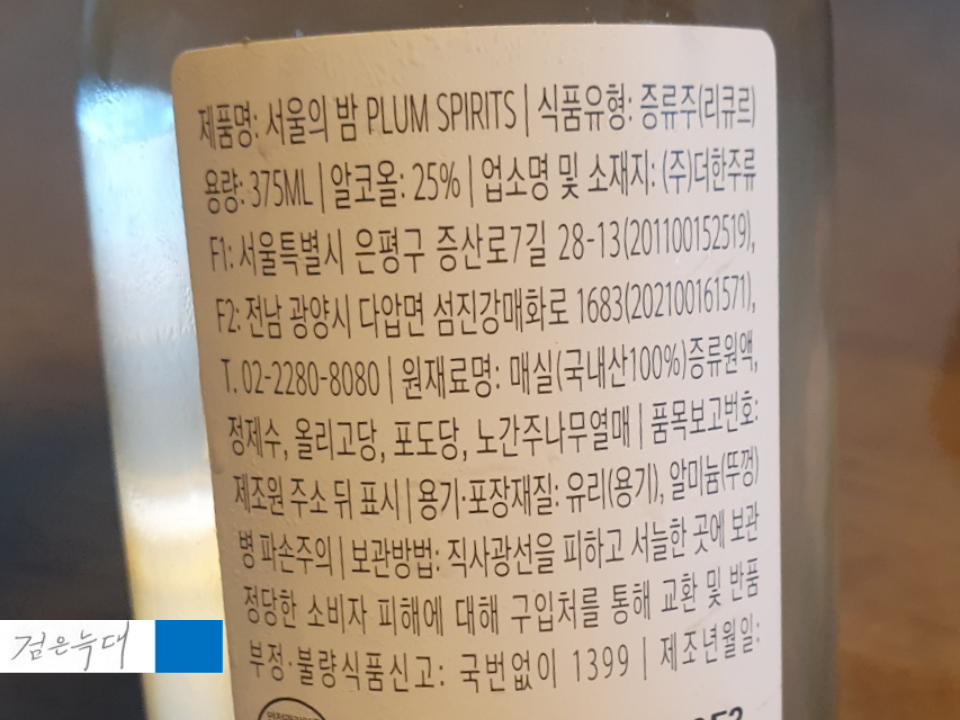 제품명: 서울의 밤 PLUM SPIRITS | 식품유형: 증류주(리큐르)
용량: 375ML | 알코올: 25% | 업소명 및 소재지: (주)더한주류
F1: 서울특별시 은평구 증산로7길 28-13(201100152519),
F2: 전남 광양시 다압면 섬진강매화로 1683(202100161571),
T. 02-2280-8080 | 원재료명: 매실(국내산100%)증류원액,
정제수, 올리고당, 포도당, 노간주나무열매 | 품목보고번호:
제조원 주소 뒤 표시 | 용기·포장재질: 유리(용기), 알미늄(뚜껑)
병 파손주의 | 보관방법: 직사광선을 피하고 서늘한 곳에 보관
정당한 소비자 피해에 대해 구입처를 통해 교환 및 반품
부정·불량식품신고: 국번없이 1399 | 제조년월일:
검은늑대